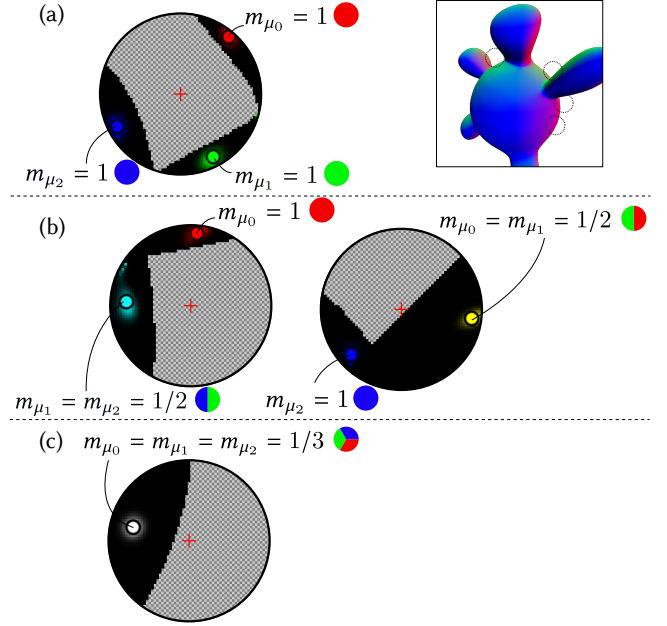 (a)
m_{μ_0} = 1
m_{μ_2} = 1
m_{μ_1} = 1
(b)
m_{μ_0} = 1
m_{μ_0} = m_{μ_1} = 1/2
m_{μ_1} = m_{μ_2} = 1/2
m_{μ_2} = 1
(c)
m_{μ_0} = m_{μ_1} = m_{μ_2} = 1/3